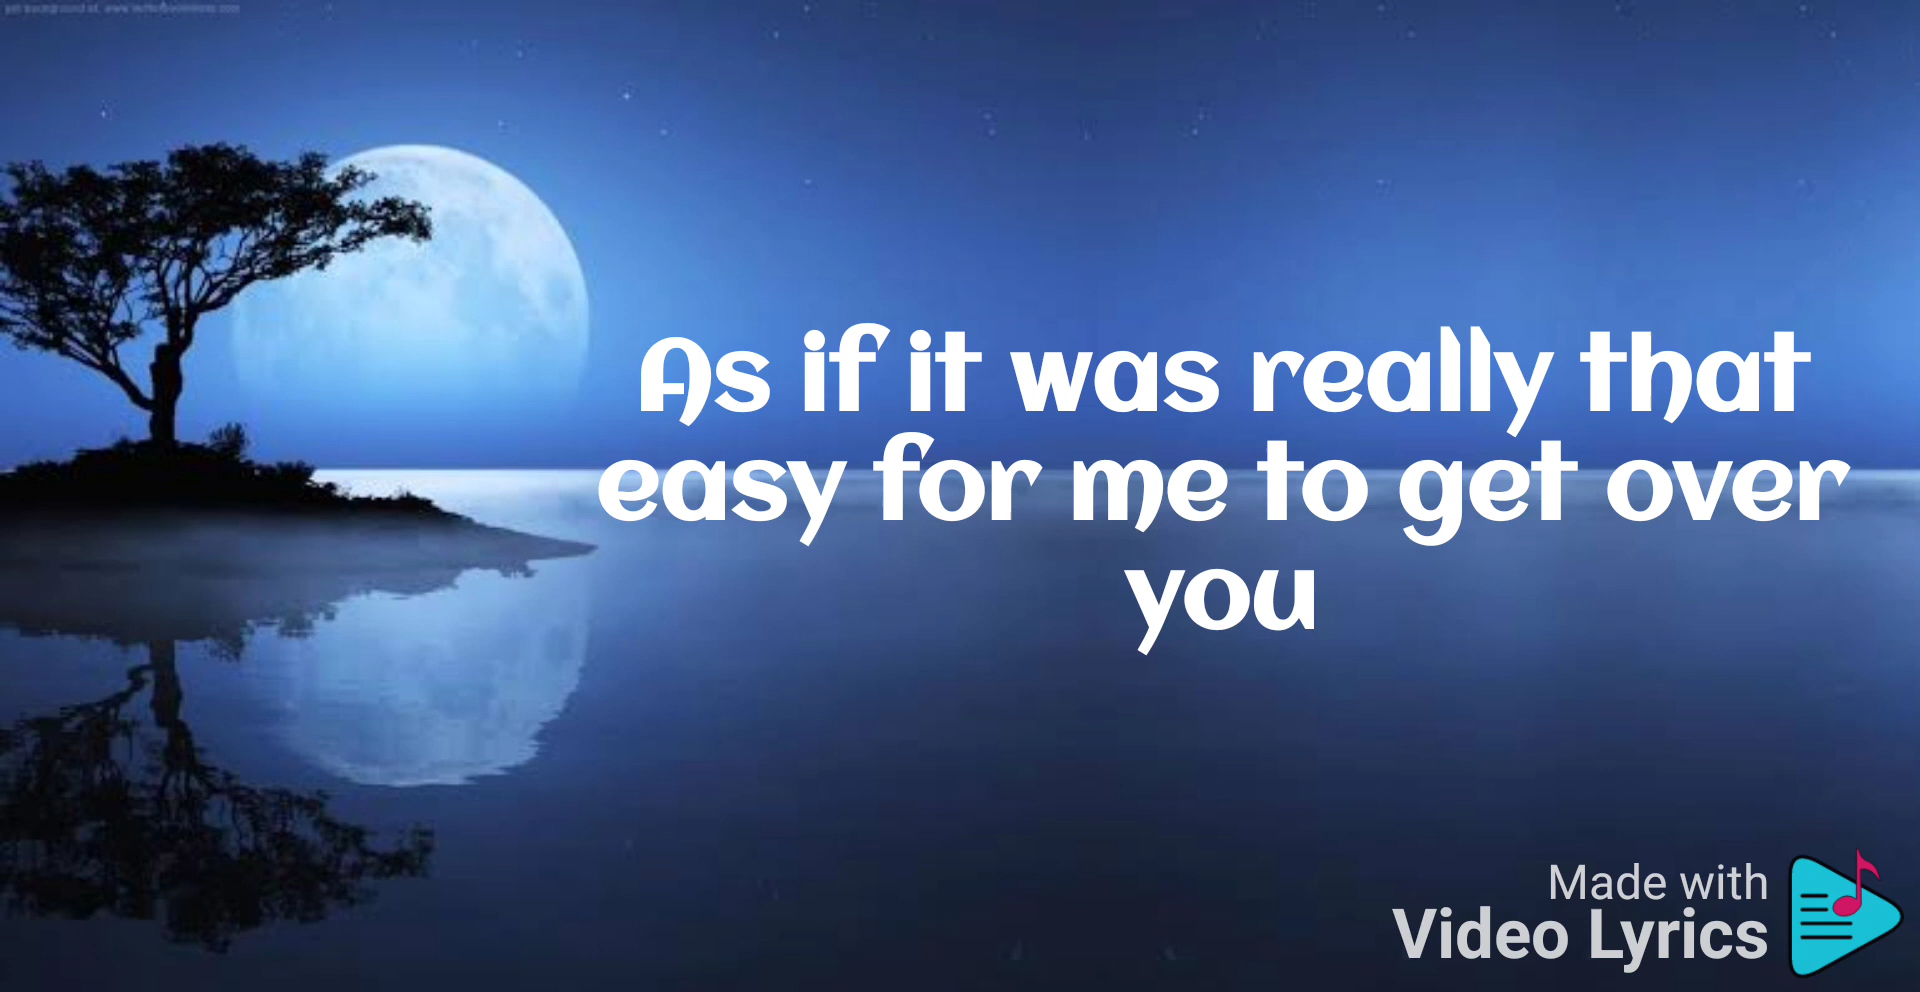 As if it was really that
easy for me to get over
you
Made with
Video Lyrics